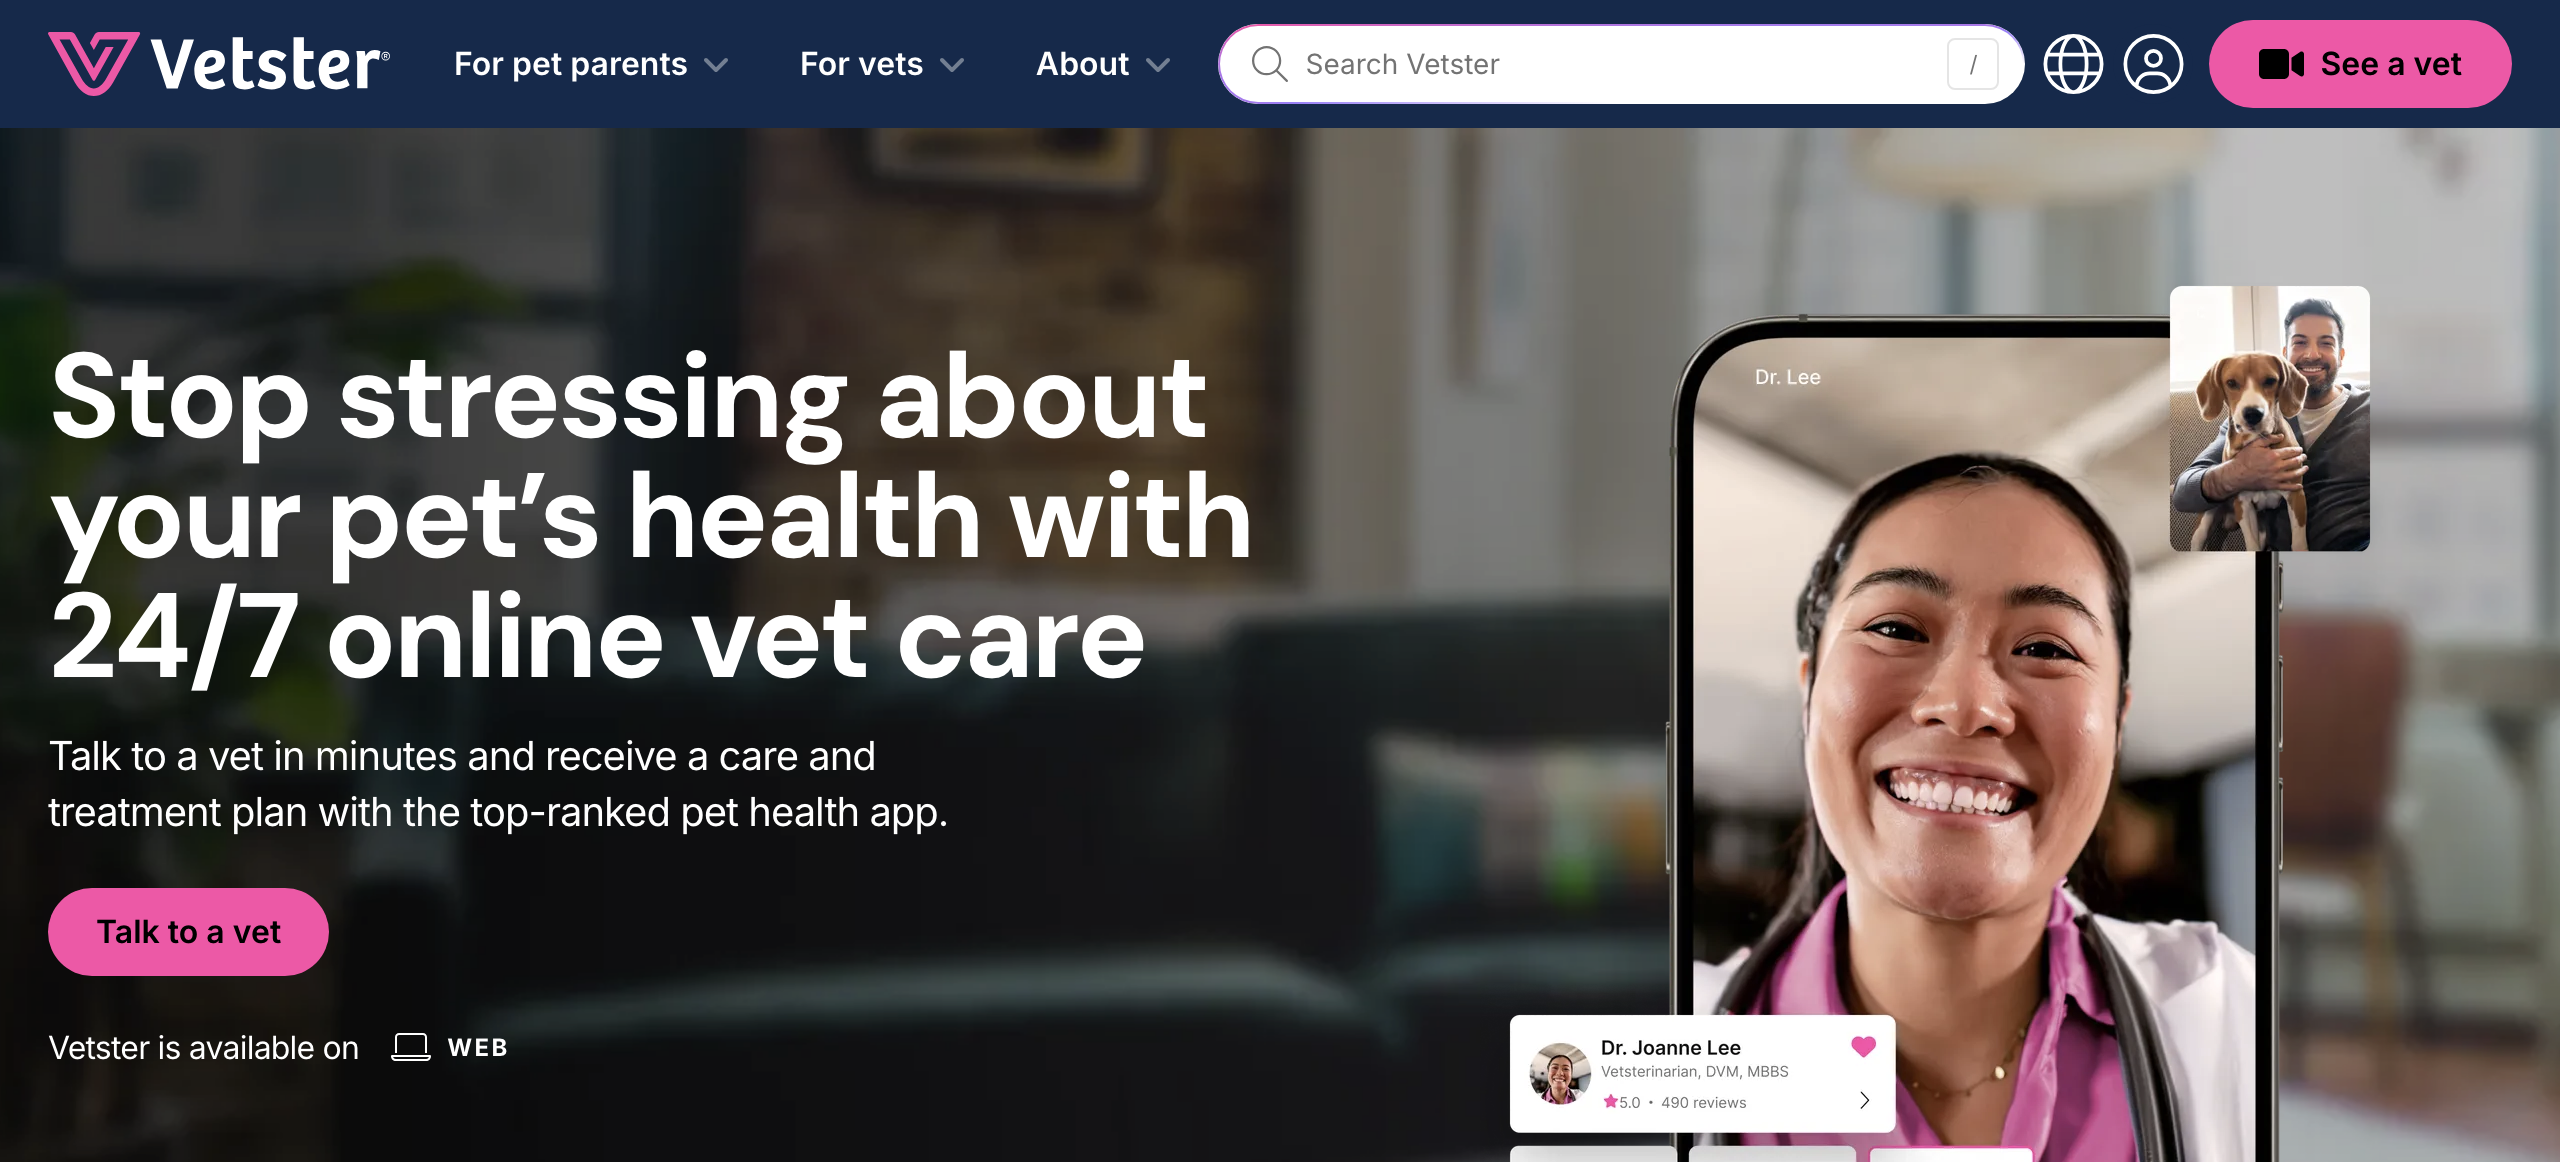 Vetster®
For pet parents
For vets
About
Search Vetster
/
See a vet
Stop stressing about
your pet’s health with
24/7 online vet care
Talk to a vet in minutes and receive a care and
treatment plan with the top-ranked pet health app.
Talk to a vet
Vetster is available on WEB
Dr. Lee
Dr. Joanne Lee
Vetsterinarian, DVM, MBBS
5.0 • 490 reviews